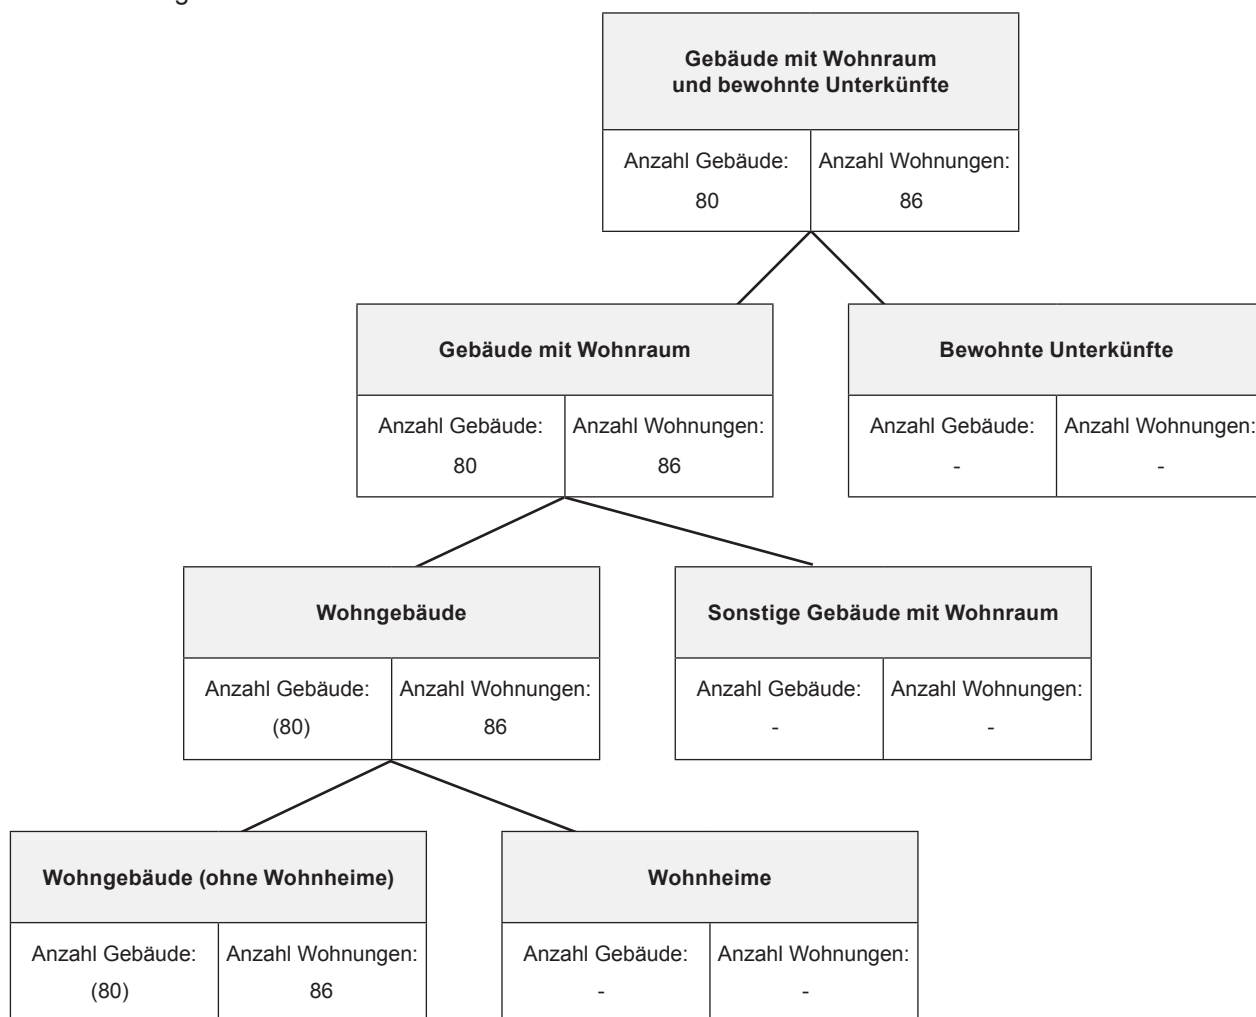 Gebäude mit Wohnraum
und bewohnte Unterkünfte
Anzahl Gebäude: Anzahl Wohnungen:
80 86
Gebäude mit Wohnraum Bewohnte Unterkünfte
Anzahl Gebäude: Anzahl Wohnungen: Anzahl Gebäude: Anzahl Wohnungen:
80 86 - -
Wohngebäude Sonstige Gebäude mit Wohnraum
Anzahl Gebäude: Anzahl Wohnungen: Anzahl Gebäude: Anzahl Wohnungen:
(80) 86 - -
Wohngebäude (ohne Wohnheime) Wohnheime
Anzahl Gebäude: Anzahl Wohnungen: Anzahl Gebäude: Anzahl Wohnungen:
(80) 86 - -